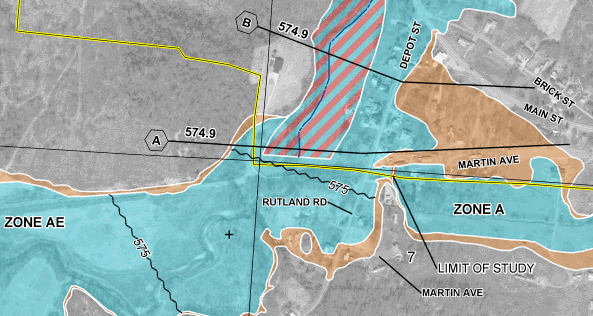 B
574.9
DEPOT ST
BRICK ST
MAIN ST
A
574.9
MARTIN AVE
575
RUTLAND RD
ZONE AE
ZONE A
575
7
LIMIT OF STUDY
MARTIN AVE